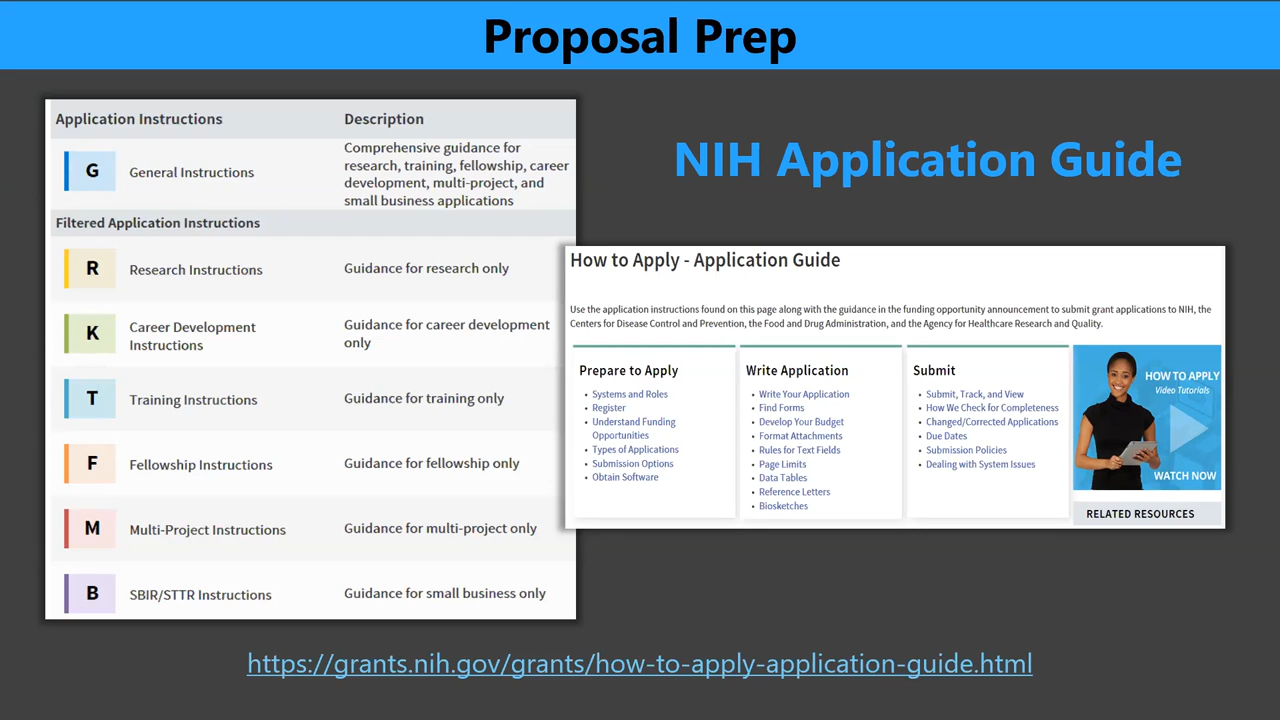 Proposal Prep
NIH Application Guide
Application Instructions Description
G General Instructions
Comprehensive guidance for
research, training, fellowship, career
development, multi-project, and
small business applications
Filtered Application Instructions
R Research Instructions Guidance for research only
K Career Development
Instructions
Guidance for career development
only
T Training Instructions Guidance for training only
F Fellowship Instructions Guidance for fellowship only
M Multi-Project Instructions Guidance for multi-project only
B SBIR/STTR Instructions Guidance for small business only
How to Apply - Application Guide
Use the application instructions found on this page along with the guidance in the funding opportunity announcement to submit grant applications to NIH, the
Centers for Disease Control and Prevention, the Food and Drug Administration, and the Agency for Healthcare Research and Quality.
Prepare to Apply
• Systems and Roles
• Register
• Understand Funding
Opportunities
• Types of Applications
• Submission Options
• Obtain Software
Write Application
• Write Your Application
• Find Forms
• Develop Your Budget
• Format Attachments
• Rules for Text Fields
• Page Limits
• Data Tables
• Reference Letters
• Biosketches
Submit
• Submit, Track, and View
• How We Check for Completeness
• Changed/Corrected Applications
• Due Dates
• Submission Policies
• Dealing with System Issues
HOW TO APPLY
Video Tutorials
WATCH NOW
RELATED RESOURCES
https://grants.nih.gov/grants/how-to-apply-application-guide.html